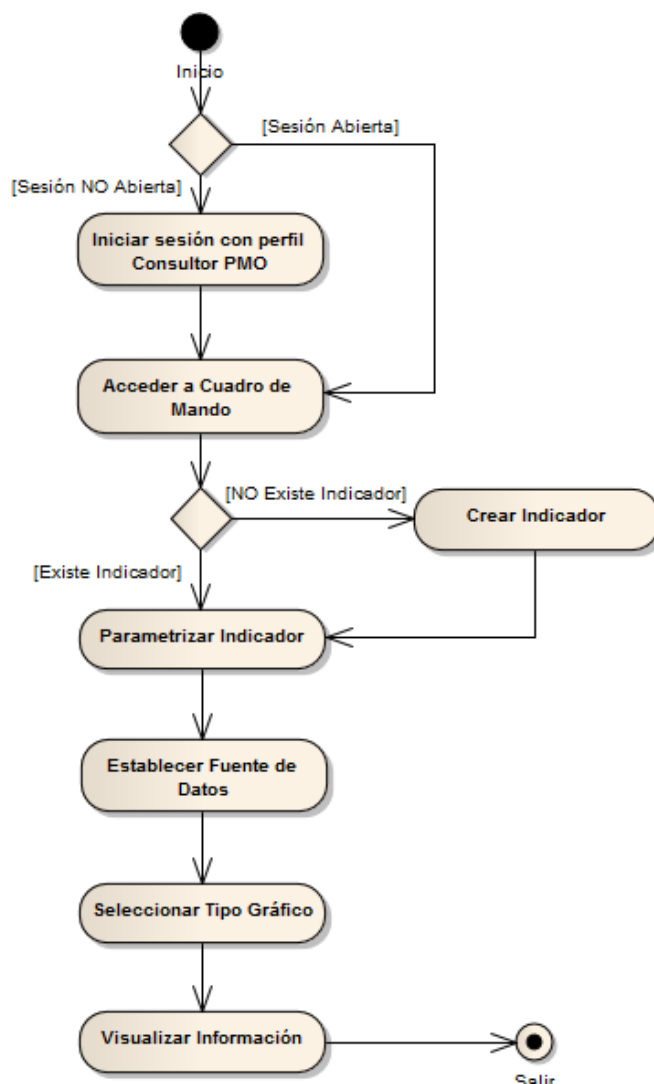 Inicio
[Sesión Abierta]
[Sesión NO Abierta]
Iniciar sesión con perfil
Consultor PMO
Acceder a Cuadro de
Mando
[NO Existe Indicador]
Crear Indicador
[Existe Indicador]
Parametrizar Indicador
Establecer Fuente de
Datos
Seleccionar Tipo Gráfico
Visualizar Información
Salir